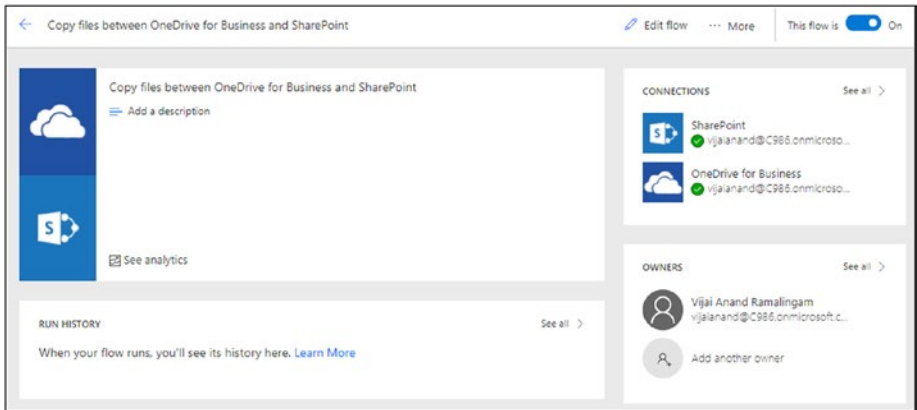 Copy files between OneDrive for Business and SharePoint
Edit flow
... More
This flow is On
Copy files between OneDrive for Business and SharePoint
Add a description
S
See analytics
RUN HISTORY
See all
When your flow runs, you'll see its history here. Learn More
CONNECTIONS
See all
S
SharePoint
vijaianand@C986.onmicroso...
OneDrive for Business
vijaianand@C986.onmicroso...
OWNERS
See all
Vijai Anand Ramalingam
vijaianand@C986.onmicrosoft.c...
Add another owner